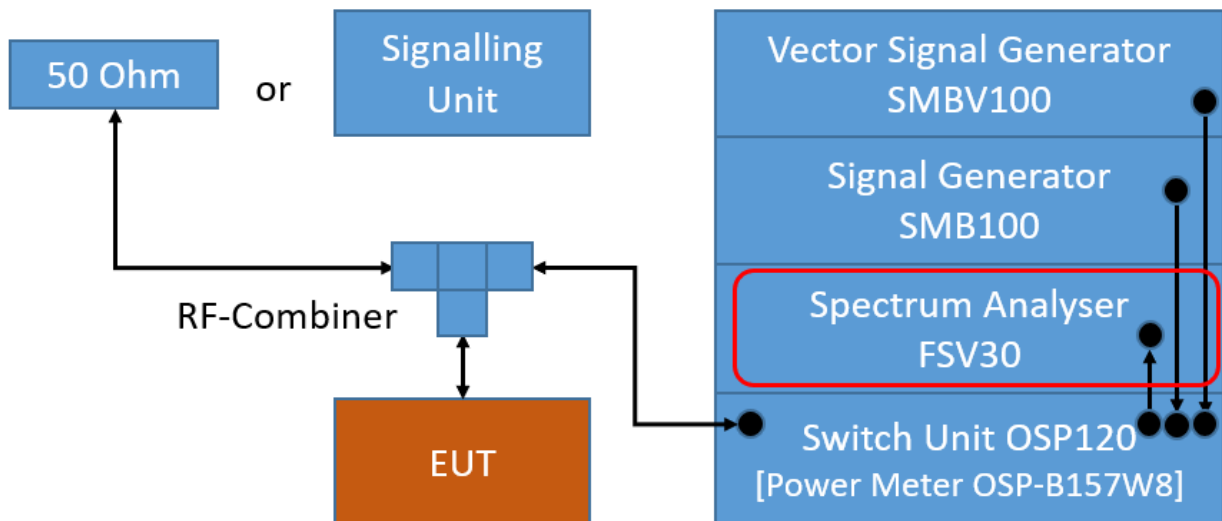 50 Ohm
or
Signalling
Unit
Vector Signal Generator
SMBV100
Signal Generator
SMB100
RF-Combiner
Spectrum Analyser
FSV30
EUT
Switch Unit OSP120
[Power Meter OSP-B157W8]